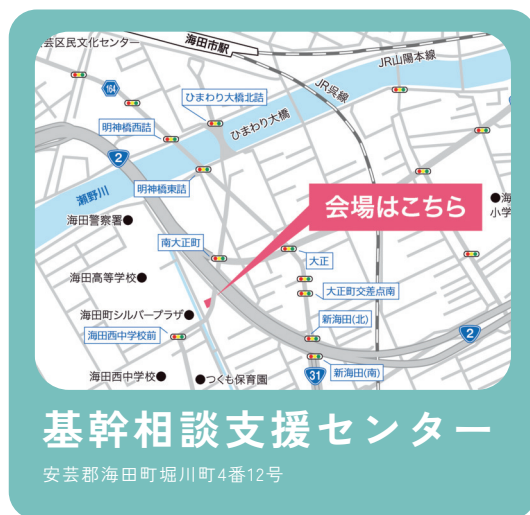 芸区民文化センター
海田市駅
JR山陽本線
JR呉線
164
ひまわり大橋北詰
ひまわり大橋
明神橋西詰
2
明神橋東詰
瀬野川
会場はこちら
海
小学
海田警察署
南大正町
大正
海田高等学校
大正町交差点南
海田町シルバープラザ
新海田(北)
2
海田西中学校前
新海田(南)
31
海田西中学校
つくも保育園
基幹相談支援センター
安芸郡海田町堀川町4番12号